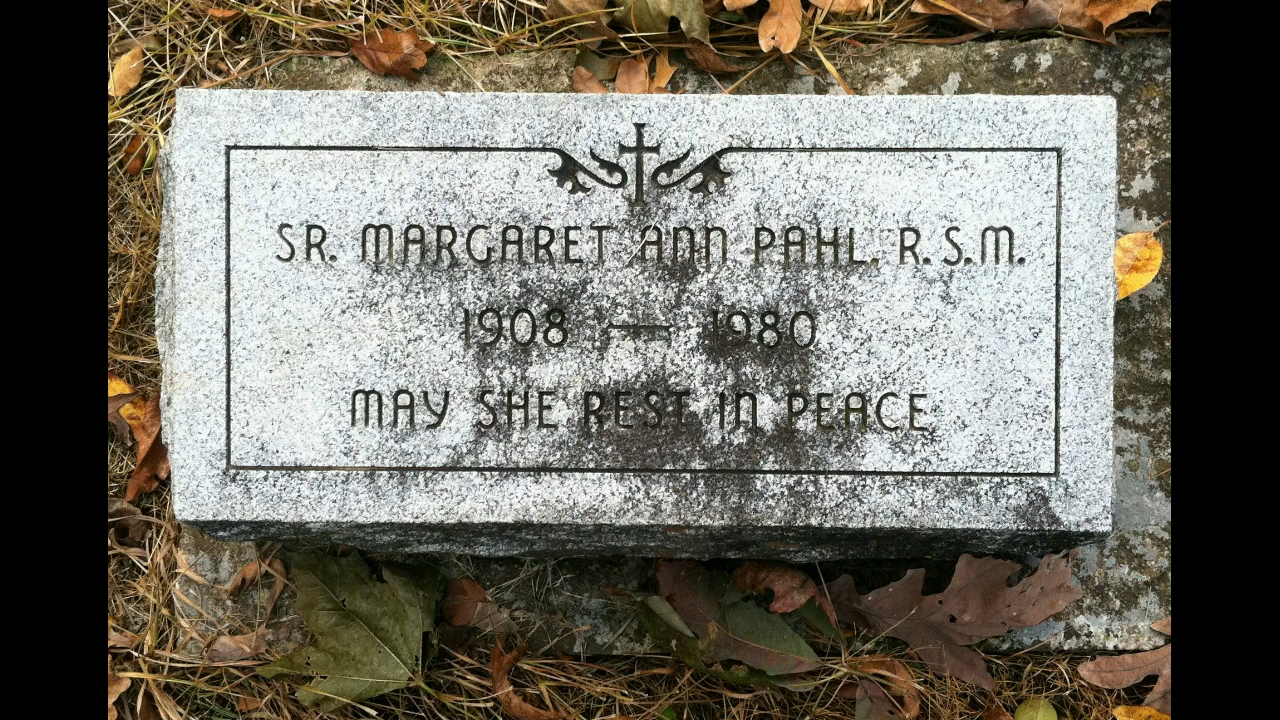 SR. MARGARET ANN PAHL, R.S.M.
1908 — 1980
MAY SHE REST IN PEACE